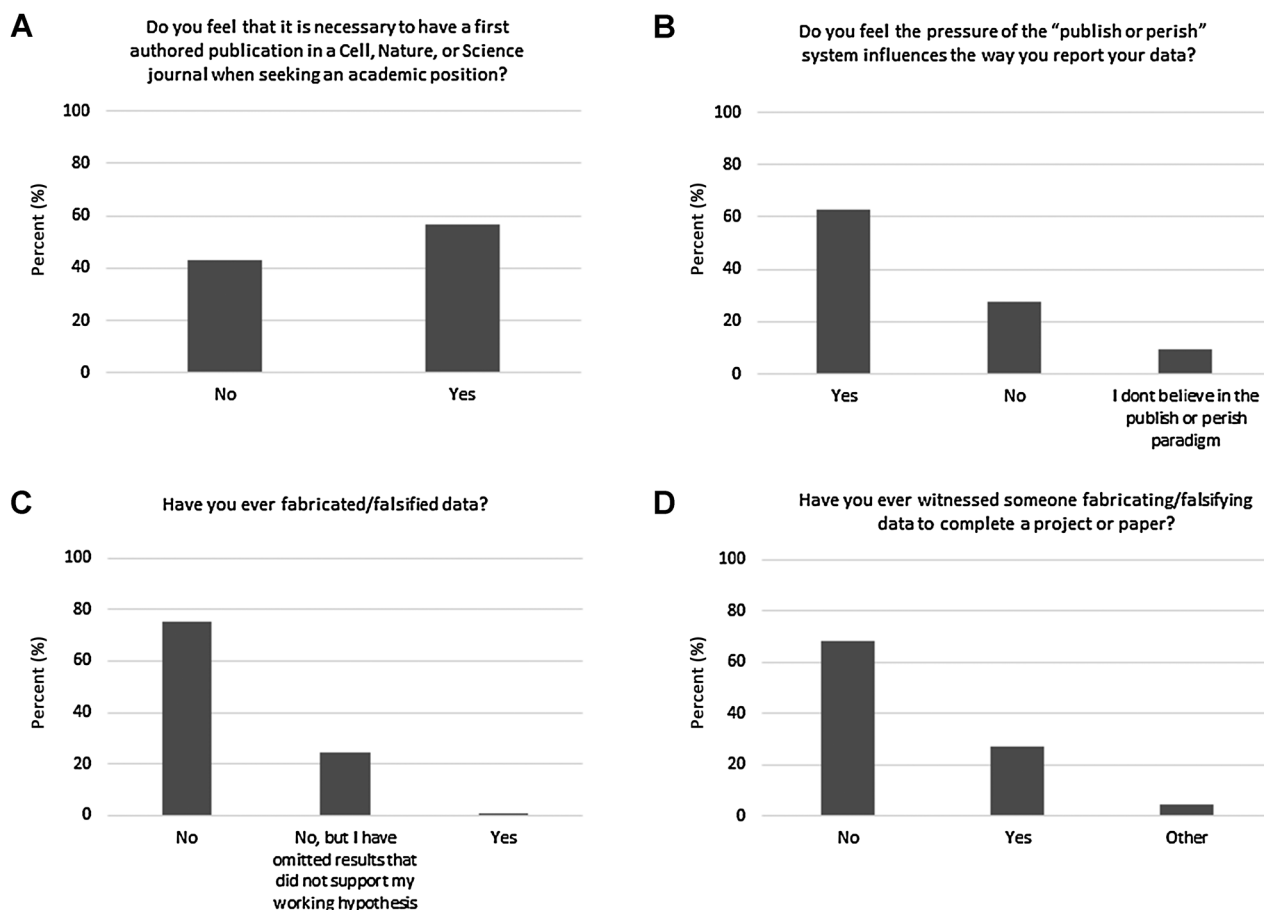 A
Do you feel that it is necessary to have a first
authored publication in a Cell, Nature, or Science
journal when seeking an academic position?
100
80
60
40
20
0
Percent (%)
No
Yes
B
Do you feel the pressure of the “publish or perish”
system influences the way you report your data?
100
80
60
40
20
0
Percent (%)
Yes
No
I dont believe in the
publish or perish
paradigm
C
Have you ever fabricated/falsified data?
100
80
60
40
20
0
Percent (%)
No
No, but I have
omitted results that
did not support my
working hypothesis
Yes
D
Have you ever witnessed someone fabricating/falsifying
data to complete a project or paper?
100
80
60
40
20
0
Percent (%)
No
Yes
Other